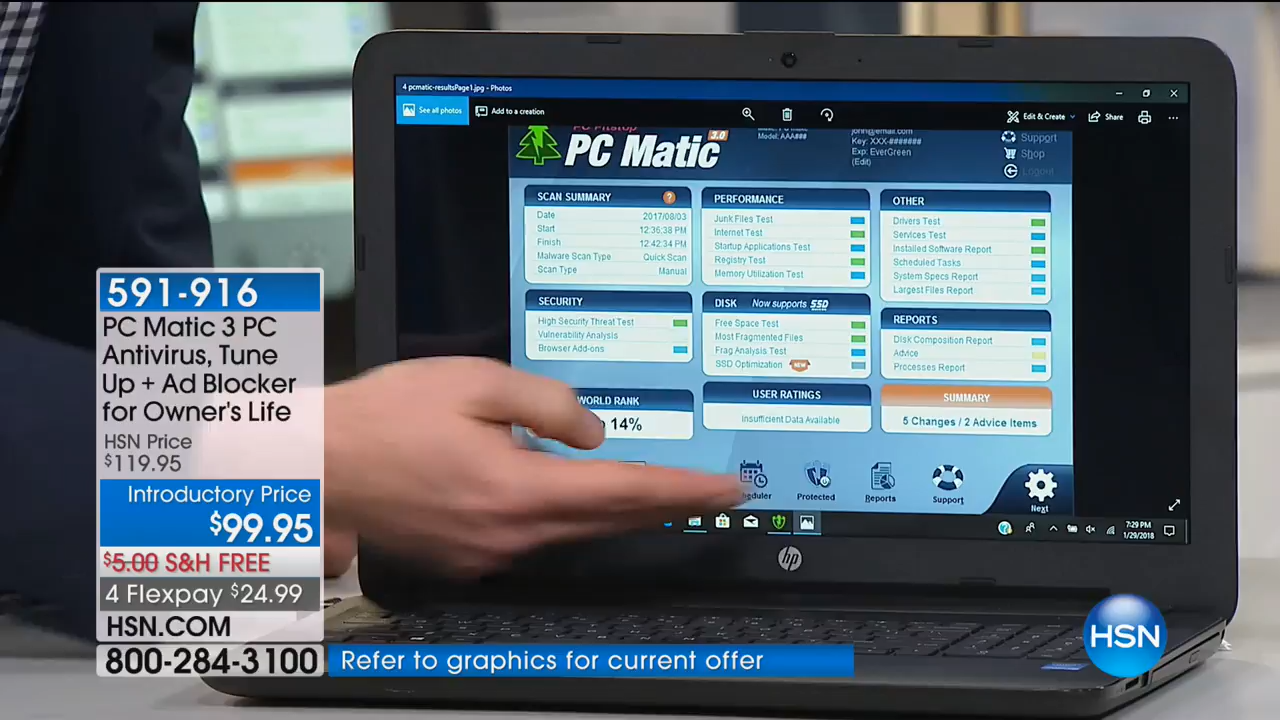 591-916
PC Matic 3 PC
Antivirus, Tune
Up + Ad Blocker
for Owner's Life
HSN Price
$119.95
Introductory Price
$99.95
$5.00 S&H FREE
4 Flexpay $24.99
HSN.COM
800-284-3100
Refer to graphics for current offer
HSN
4 pcmatic-resultsPage1.jpg - Photos
See all photos
Add to a creation
Edit & Create
Share
PC Pitstop
PC Matic 3.0
Model: AAA###
john@email.com
Key: XXX-#######
Exp: EverGreen
(Edit)
Support
Shop
Logout
SCAN SUMMARY ?
Date 2017/08/03
Start 12:36:38 PM
Finish 12:42:34 PM
Malware Scan Type Quick Scan
Scan Type Manual
SECURITY
High Security Threat Test
Vulnerability Analysis
Browser Add-ons
WORLD RANK
14%
PERFORMANCE
Junk Files Test
Internet Test
Startup Applications Test
Registry Test
Memory Utilization Test
DISK Now supports SSD
Free Space Test
Most Fragmented Files
Frag Analysis Test
SSD Optimization NEW
USER RATINGS
Insufficient Data Available
OTHER
Drivers Test
Services Test
Installed Software Report
Scheduled Tasks
System Specs Report
Largest Files Report
REPORTS
Disk Composition Report
Advice
Processes Report
SUMMARY
5 Changes / 2 Advice Items
heduler
Protected
Reports
Support
Next
7:29 PM
1/29/2018
hp